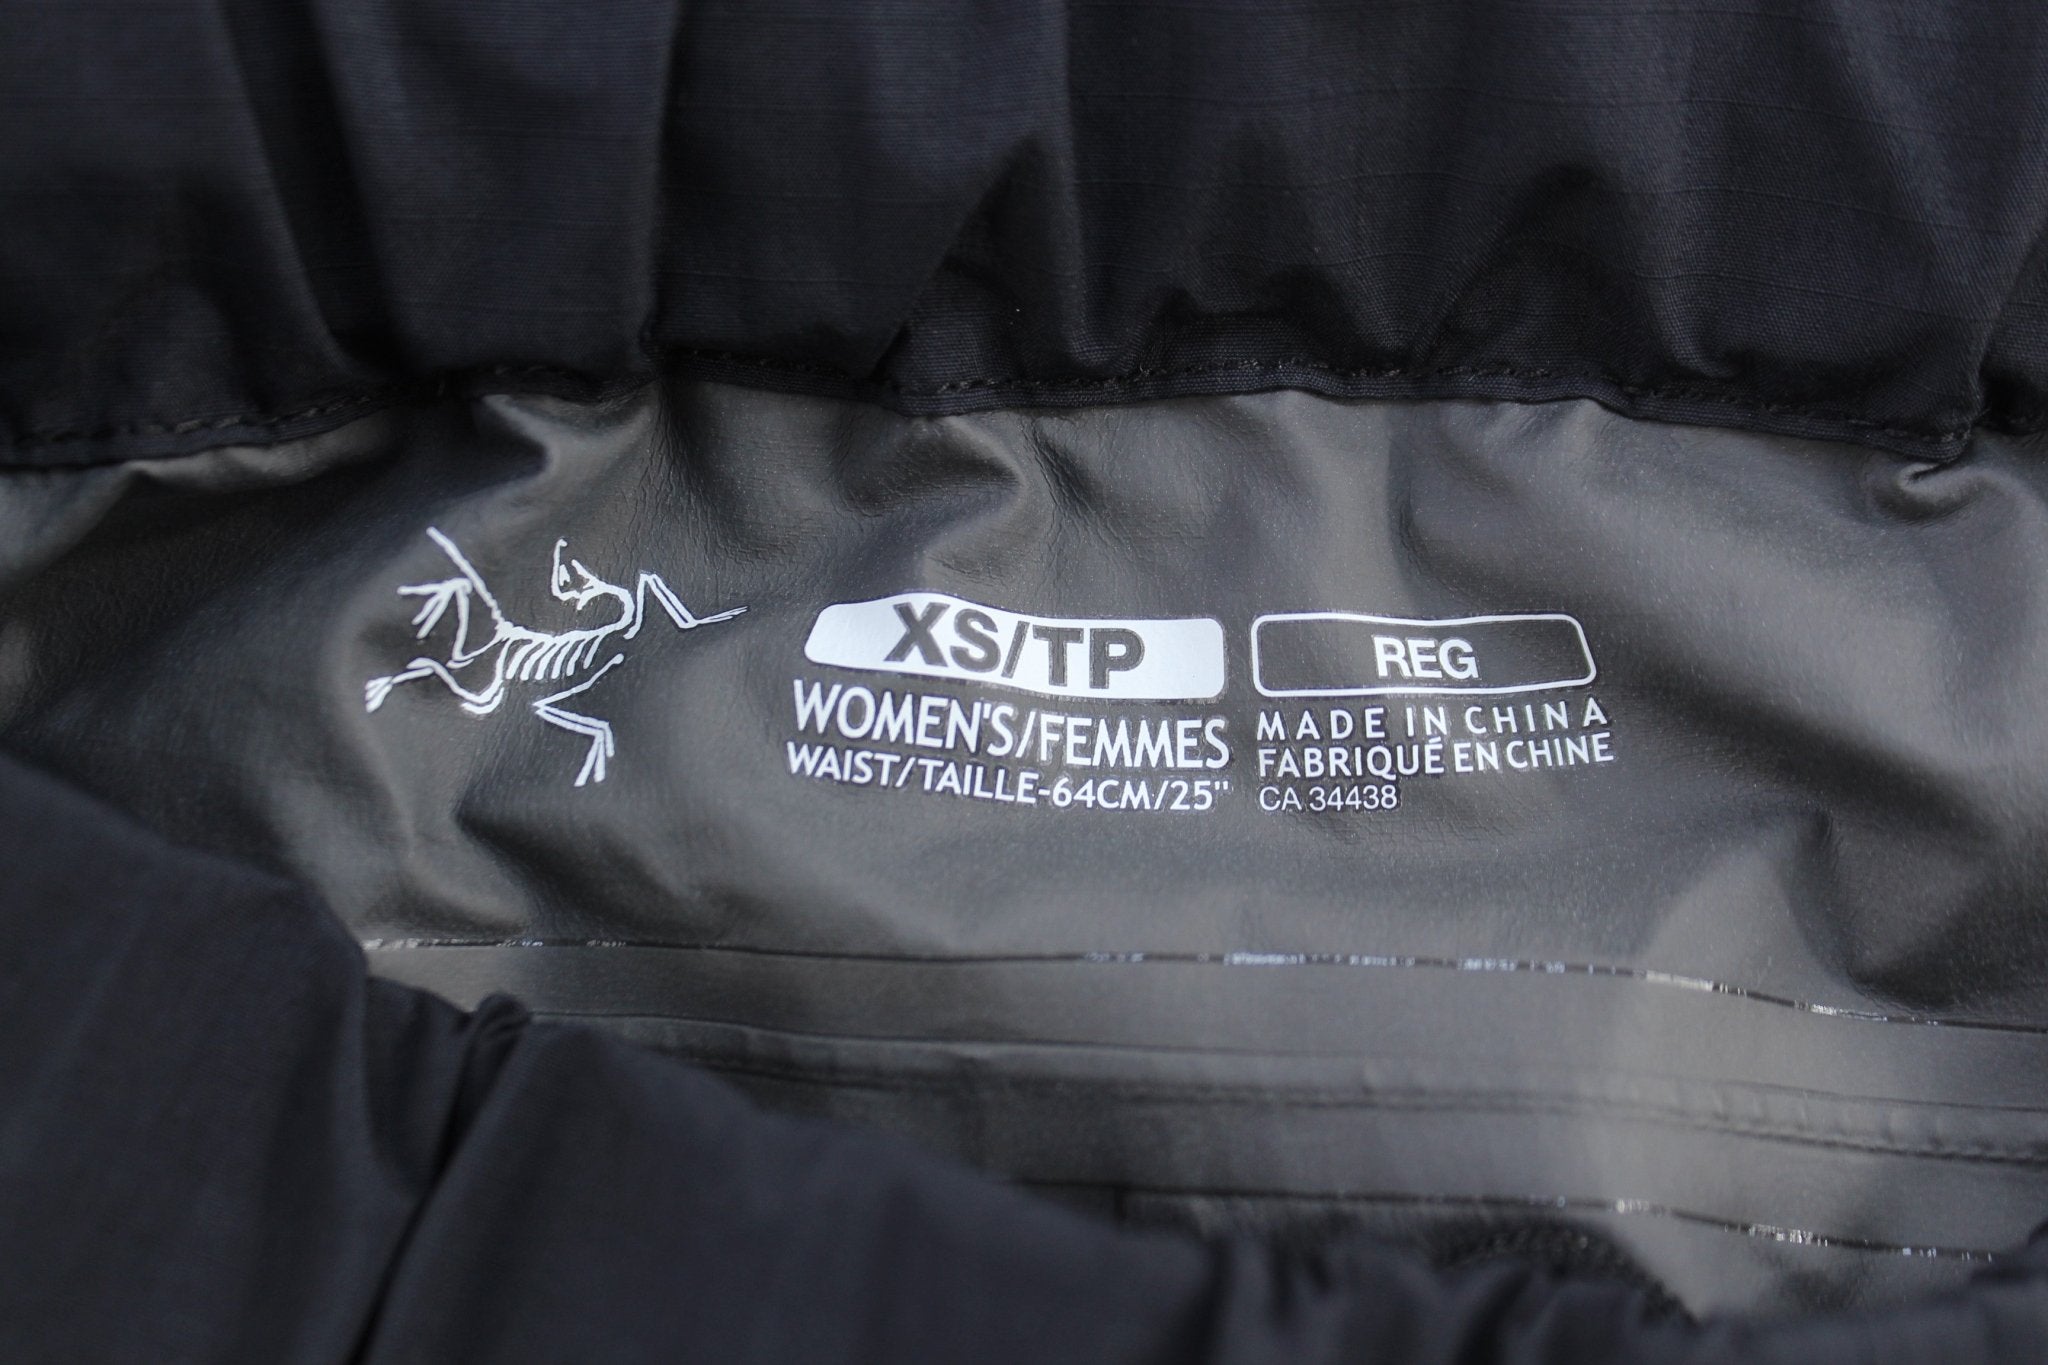 XS/TP
WOMEN'S/FEMMES
WAIST/TAILLE-64CM/25"
REG
MADE IN CHINA
FABRIQUÉ EN CHINE
CA 34438